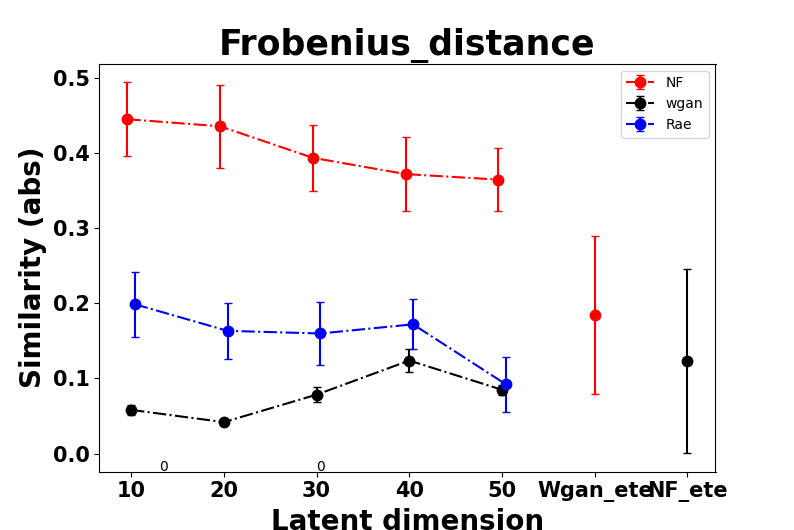 Frobenius_distance
NF
wgan
Rae
Similarity (abs)
0.5
0.4
0.3
0.2
0.1
0.0
0 0
10 20 30 40 50 Wgan_ete NF_ete
Latent dimension